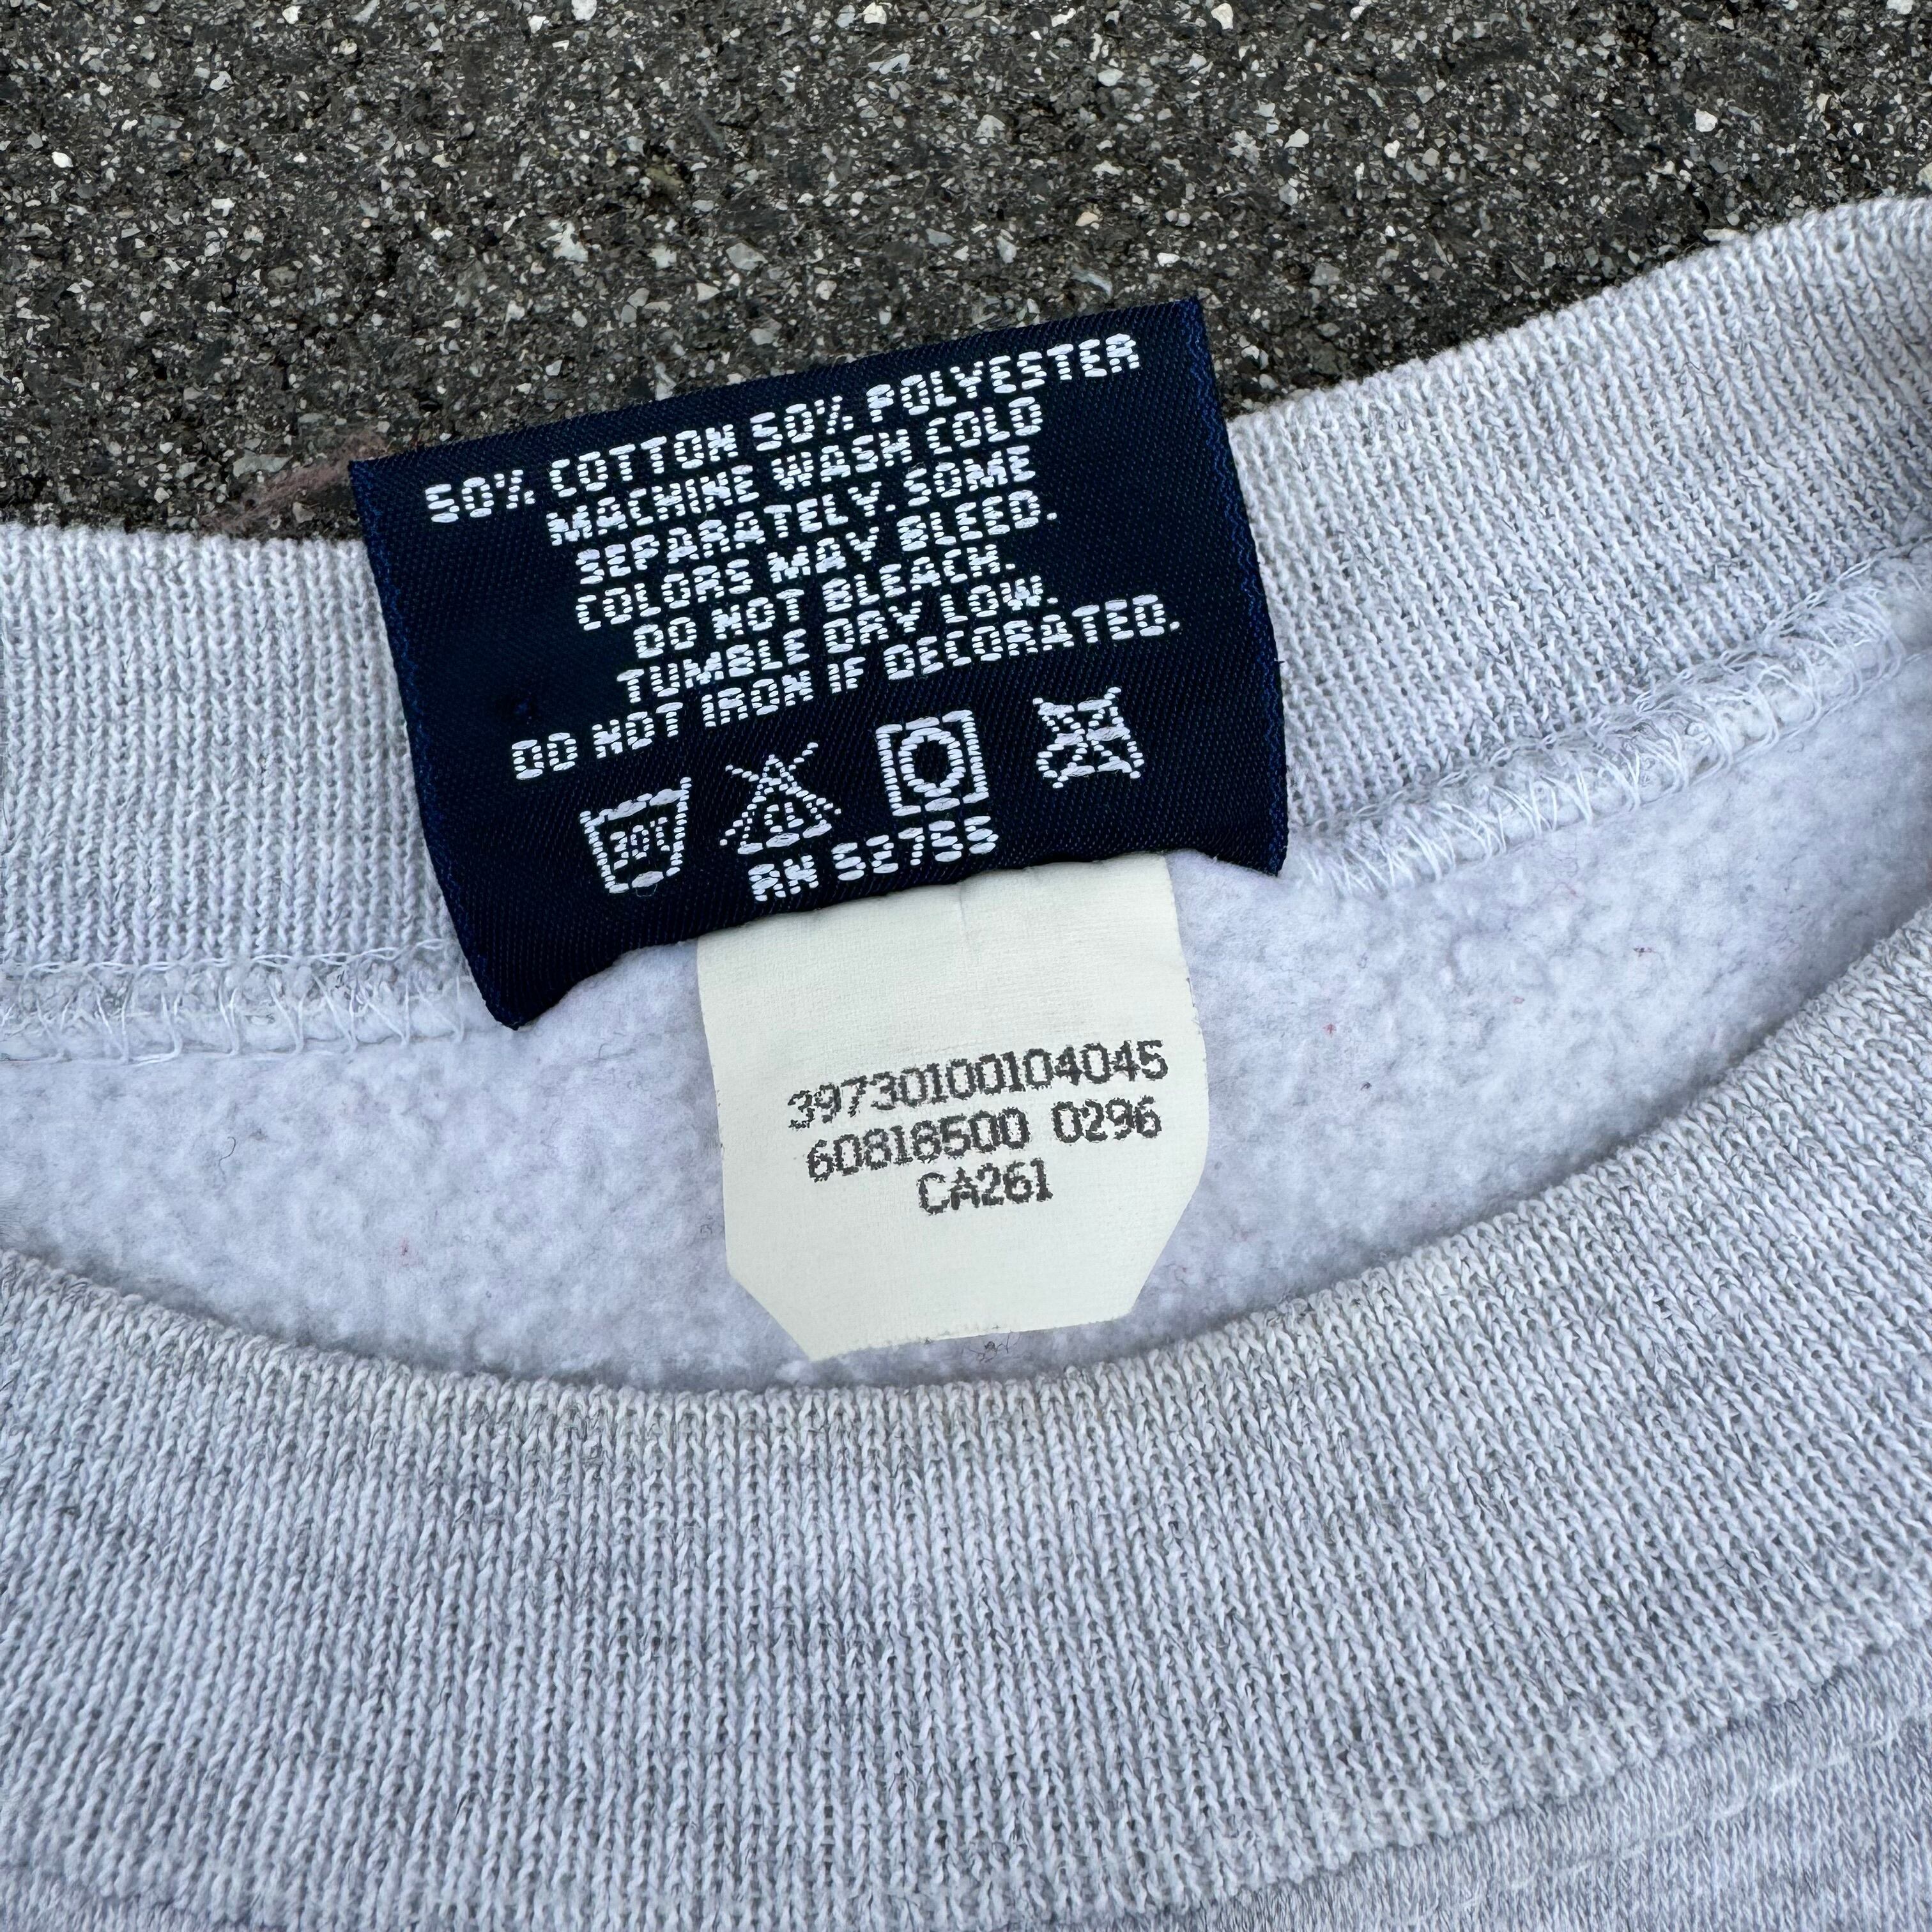 50% COTTON 50% POLYESTER
MACHINE WASH COLD
SEPARATELY. SOME
COLORS MAY BLEED.
DO NOT BLEACH.
TUMBLE DRY LOW.
DO NOT IRON IF DECORATED.
30°C
RN 52755
39730100104045
60818500 0296
CA261